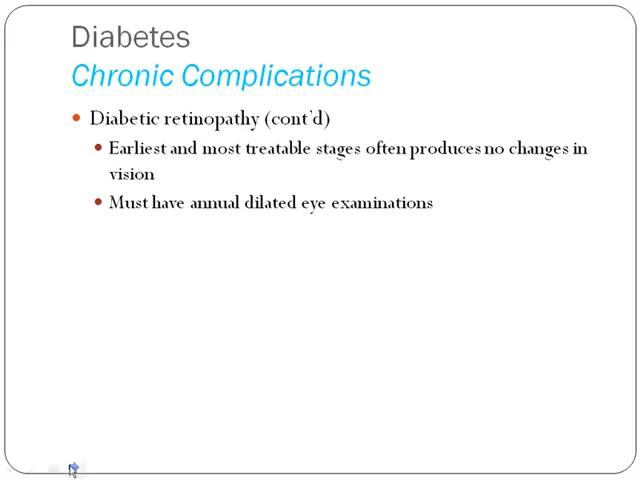 Diabetes
Chronic Complications
Diabetic retinopathy (cont'd)
Earliest and most treatable stages often produces no changes in
vision
Must have annual dilated eye examinations